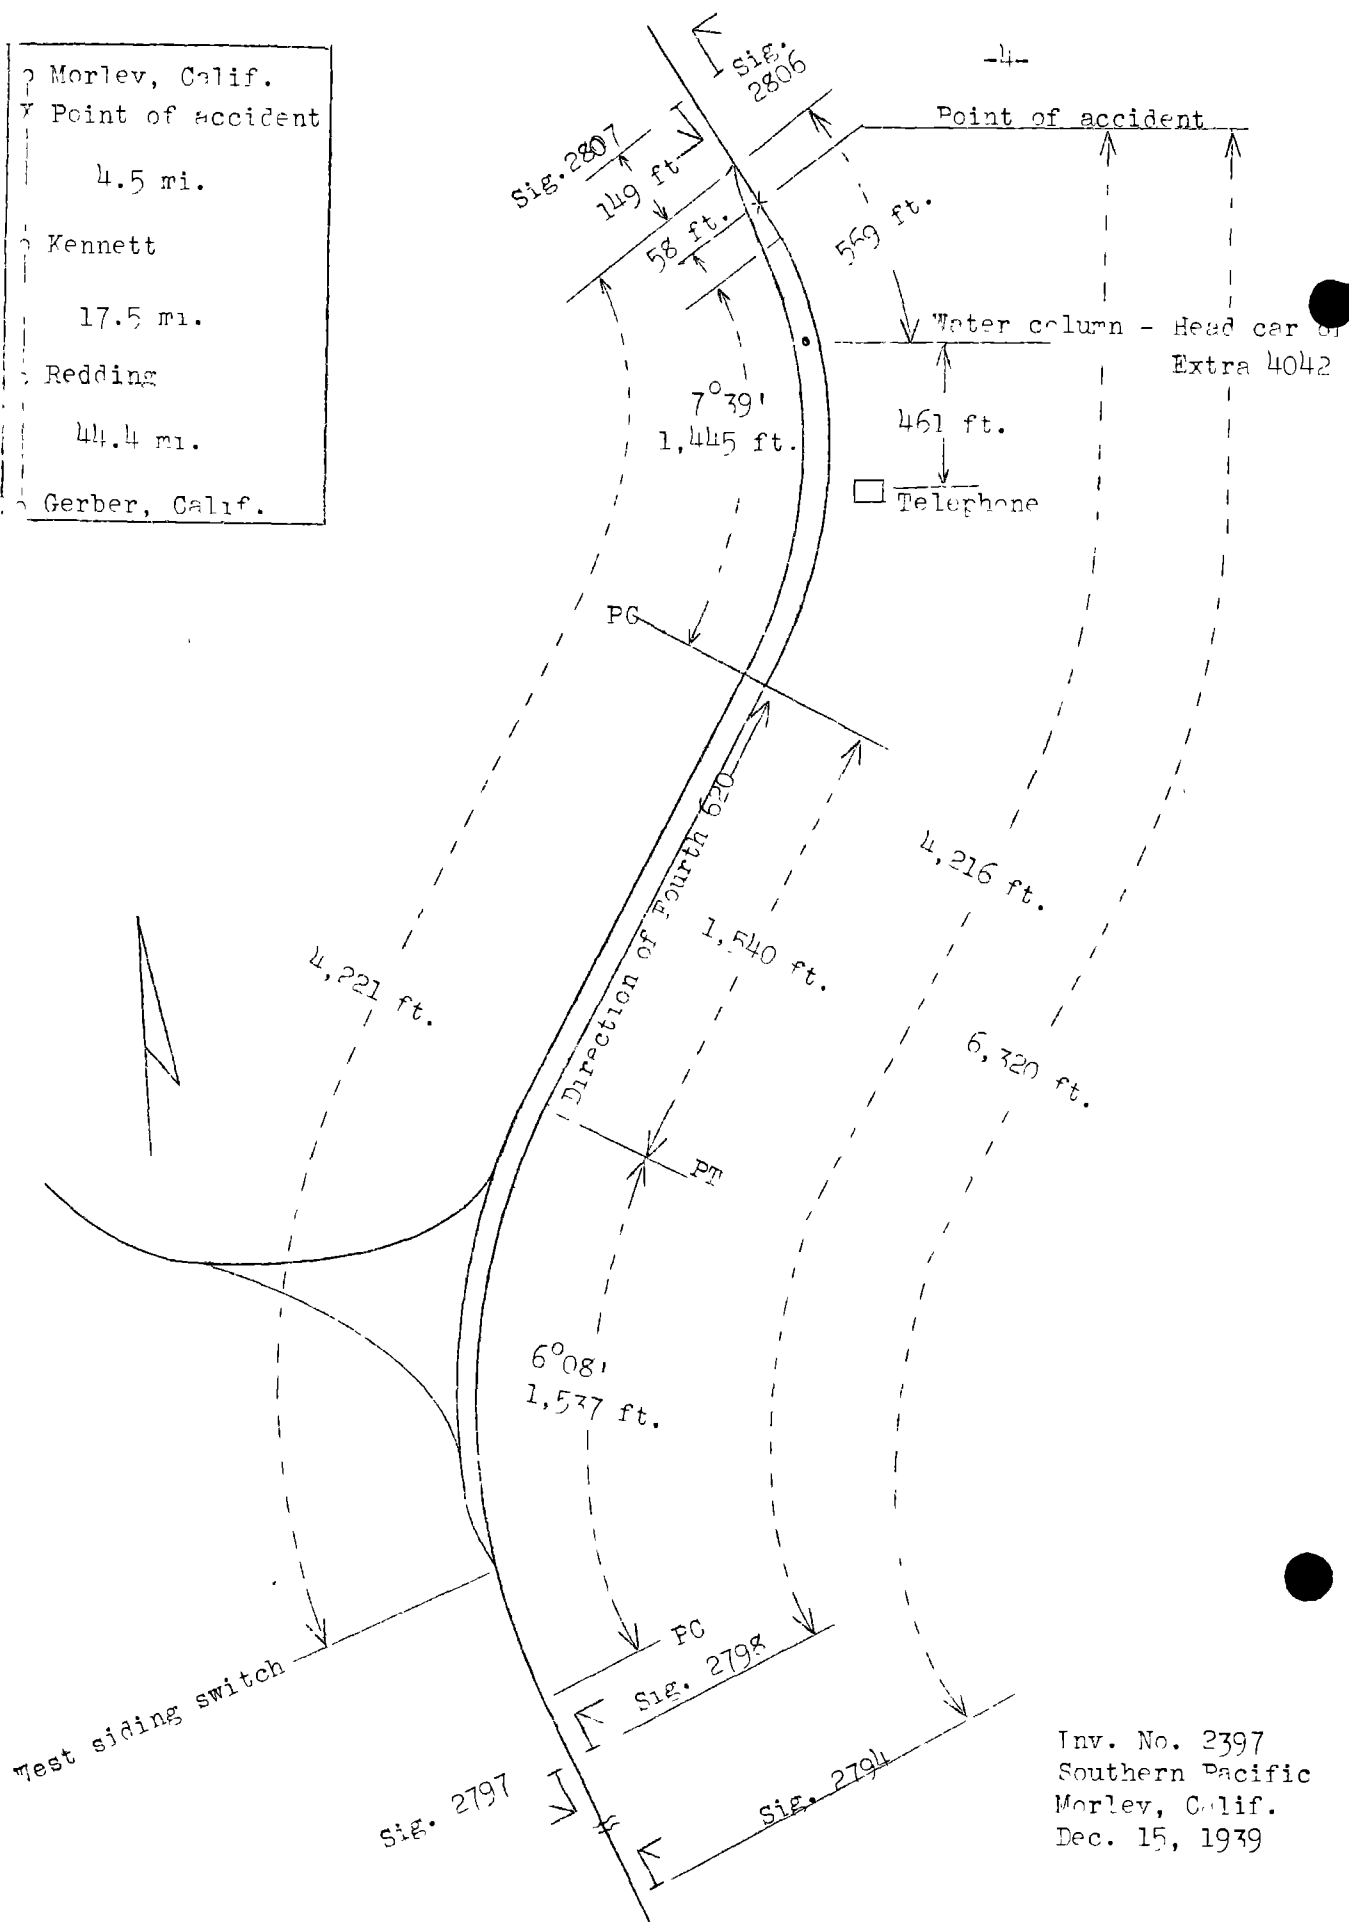 -4-
Morley, Calif.
Point of accident
4.5 mi.
Kennett
17.5 mi.
Redding
44.4 mi.
Gerber, Calif.
Sig.
2806
Point of accident
Sig. 2807
149 ft
58 ft.
569 ft.
Water column - Head car of
Extra 4042
7°39'
1,445 ft.
461 ft.
Telephone
PC
Direction of Fourth 620
4,216 ft.
1,540 ft.
4,221 ft.
6,320 ft.
PT
6°08'
1,537 ft.
PC
Sig. 2798
West siding switch
Sig. 2797
Sig. 2794
Inv. No. 2397
Southern Pacific
Morley, Calif.
Dec. 15, 1939